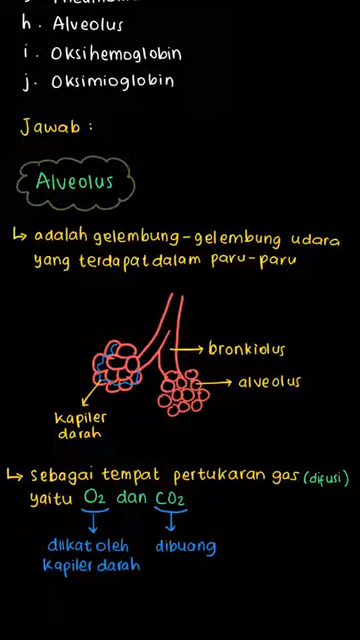 h. Alveolus
i. Oksihemoglobin
j. Oksimioglobin
Jawab :
Alveolus
↳ adalah gelembung-gelembung udara
yang terdapat dalam paru-paru
bronkiolus
alveolus
kapiler
darah
↳ sebagai tempat pertukaran gas (difusi)
yaitu O₂ dan CO₂
diikat oleh
kapiler darah
dibuang